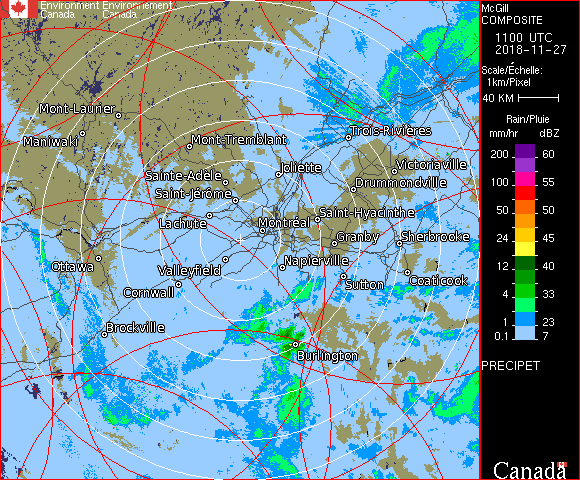 Environment Environnement
Canada Canada
McGill
COMPOSITE
1100 UTC
2018-11-27
Scale/Échelle:
1km/Pixel
40 KM
Rain/Pluie
mm/hr dBZ
200 60
150 57
100 55
50 50
24 45
12 40
4 33
1 23
0.1 7
PRECIPET
Canada
Mont-Laurier
Maniwaki
Mont-Tremblant
Trois-Rivières
Sainte-Adèle
Joliette
Victoriaville
Saint-Jérôme
Drummondville
Lachute
Montréal
Saint-Hyacinthe
Granby
Sherbrooke
Ottawa
Valleyfield
Napierville
Cornwall
Sutton
Coaticook
Brockville
Burlington